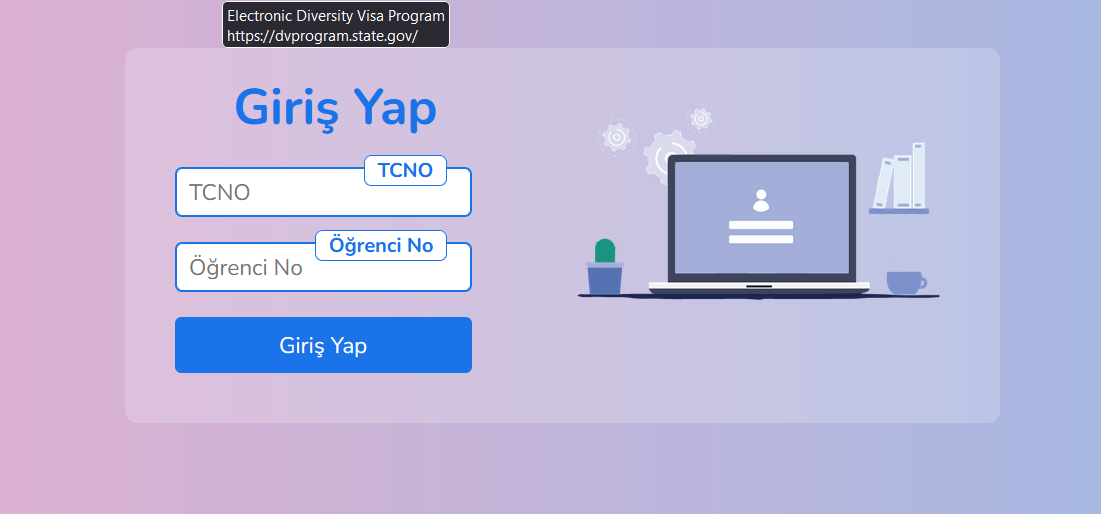 Electronic Diversity Visa Program
https://dvprogram.state.gov/
Giriş Yap
TCNO
TCNO
Öğrenci No
Öğrenci No
Giriş Yap